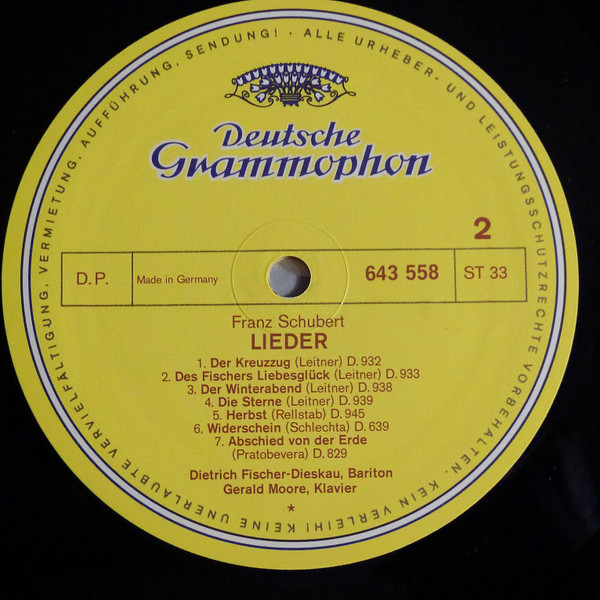 ALLE URHEBER- UND LEISTUNGSSCHUTZRECHTE VORBEHALTEN. KEIN VERLEIH! KEINE UNERLAUBTE VERVIELFÄLTIGUNG, VERMIETUNG, AUFFÜHRUNG, SENDUNG! ·
Deutsche
Grammophon
2
D.P.
Made in Germany
643 558
ST 33
Franz Schubert
LIEDER
1. Der Kreuzzug (Leitner) D. 932
2. Des Fischers Liebesglück (Leitner) D. 933
3. Der Winterabend (Leitner) D. 938
4. Die Sterne (Leitner) D. 939
5. Herbst (Rellstab) D. 945
6. Widerschein (Schlechta) D. 639
7. Abschied von der Erde
(Pratobevera) D. 829
Dietrich Fischer-Dieskau, Bariton
Gerald Moore, Klavier
*